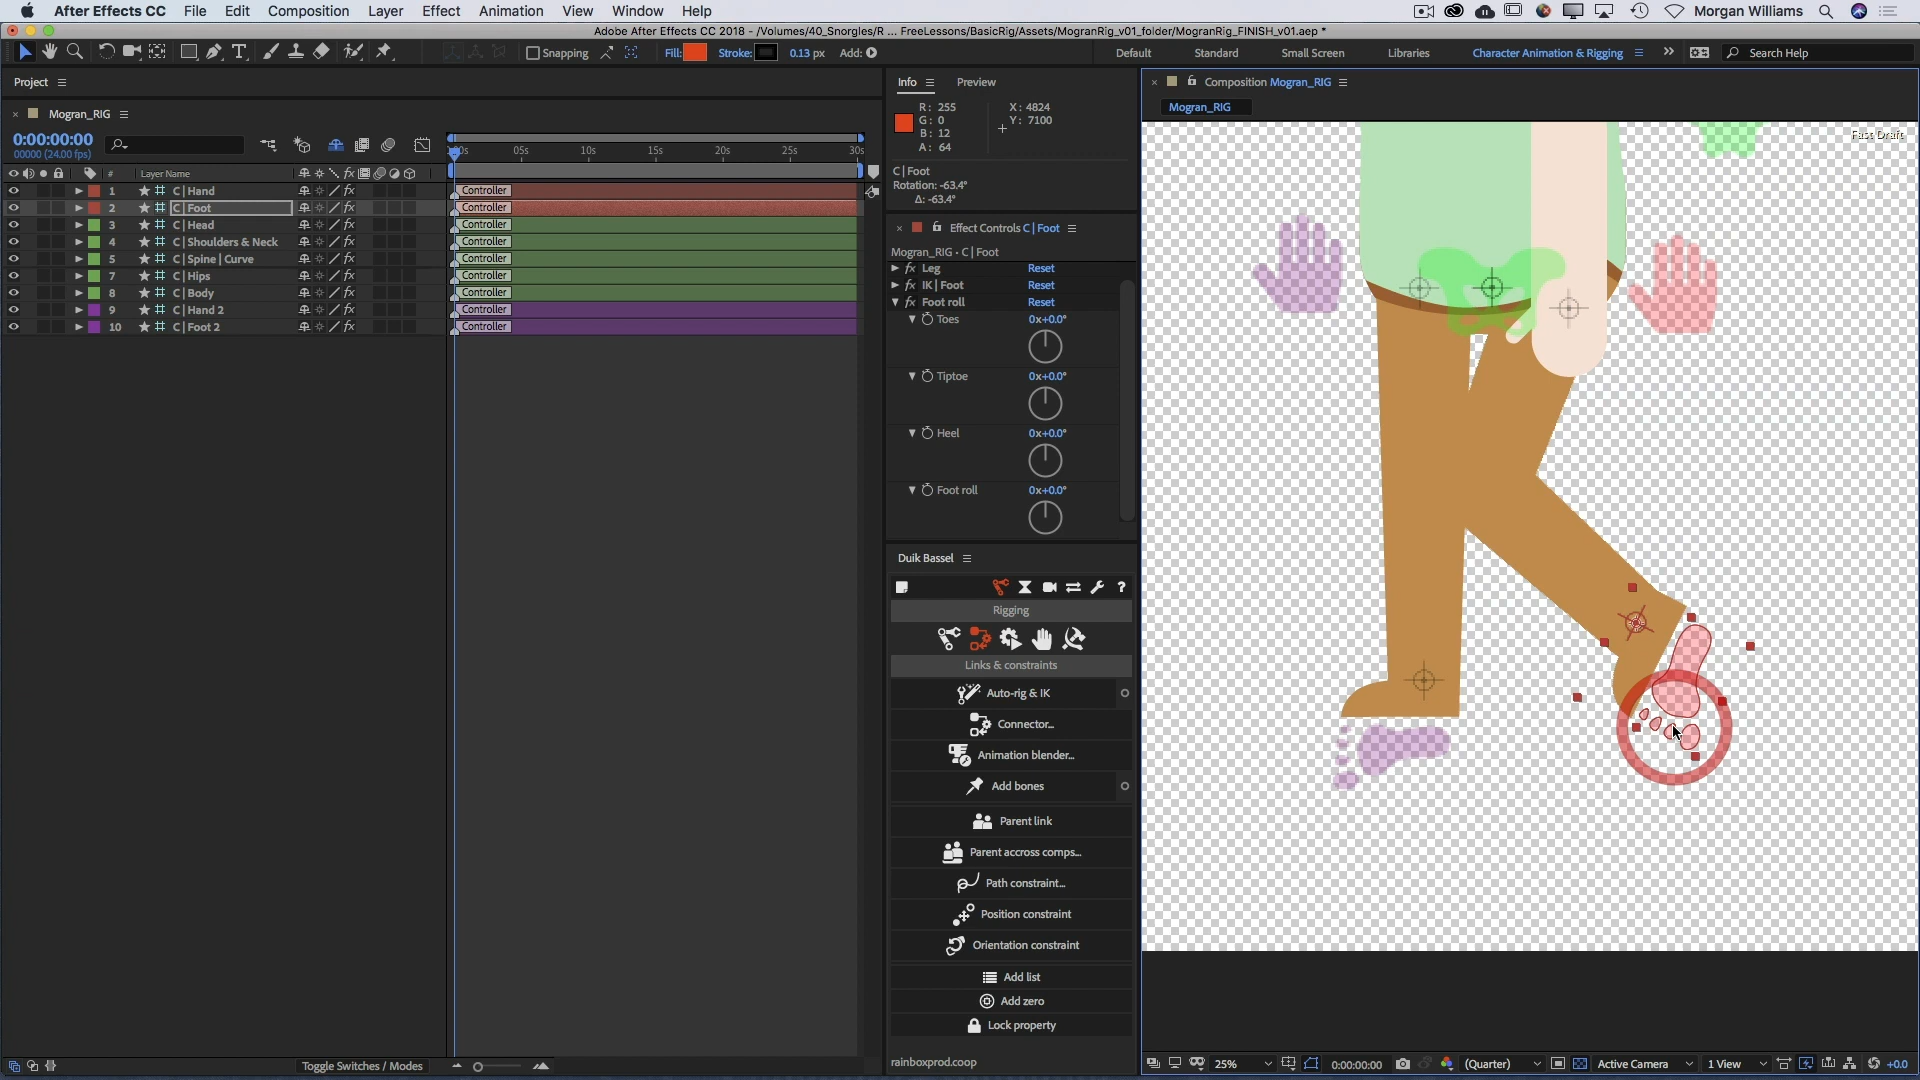 After Effects CC File Edit Composition Layer Effect Animation View Window Help Morgan Williams
Adobe After Effects CC 2018 - /Volumes/40_Snorgles/R ... FreeLessons/BasicRig/Assets/MogranRig_v01_folder/MogranRig_FINISH_v01.aep *
Snapping Fill: Stroke: 0.13 px Add: Default Standard Small Screen Libraries Character Animation & Rigging Search Help
Project
Mogran_RIG
0:00:00:00
00000 (24.00 fps)
05s 10s 15s 20s 25s 30s
# Layer Name
1 C | Hand Controller
2 C | Foot Controller
3 C | Head Controller
4 C | Shoulders & Neck Controller
5 C | Spine | Curve Controller
7 C | Hips Controller
8 C | Body Controller
9 C | Hand 2 Controller
10 C | Foot 2 Controller
Toggle Switches / Modes
Info Preview
R: 255 X: 4824
G: 0 Y: 7100
B: 12
A: 64
C | Foot
Rotation: -63.4°
Δ: -63.4°
Effect Controls C | Foot
Mogran_RIG • C | Foot
fx Leg Reset
fx IK | Foot Reset
fx Foot roll Reset
Toes 0x+0.0°
Tiptoe 0x+0.0°
Heel 0x+0.0°
Foot roll 0x+0.0°
Duik Bassel
?
Rigging
Links & constraints
Auto-rig & IK
Connector...
Animation blender...
Add bones
Parent link
Parent accross comps...
Path constraint...
Position constraint
Orientation constraint
Add list
Add zero
Lock property
rainboxprod.coop
Composition Mogran_RIG
Mogran_RIG
Fast Draft
25% 0:00:00:00 (Quarter) Active Camera 1 View +0.0